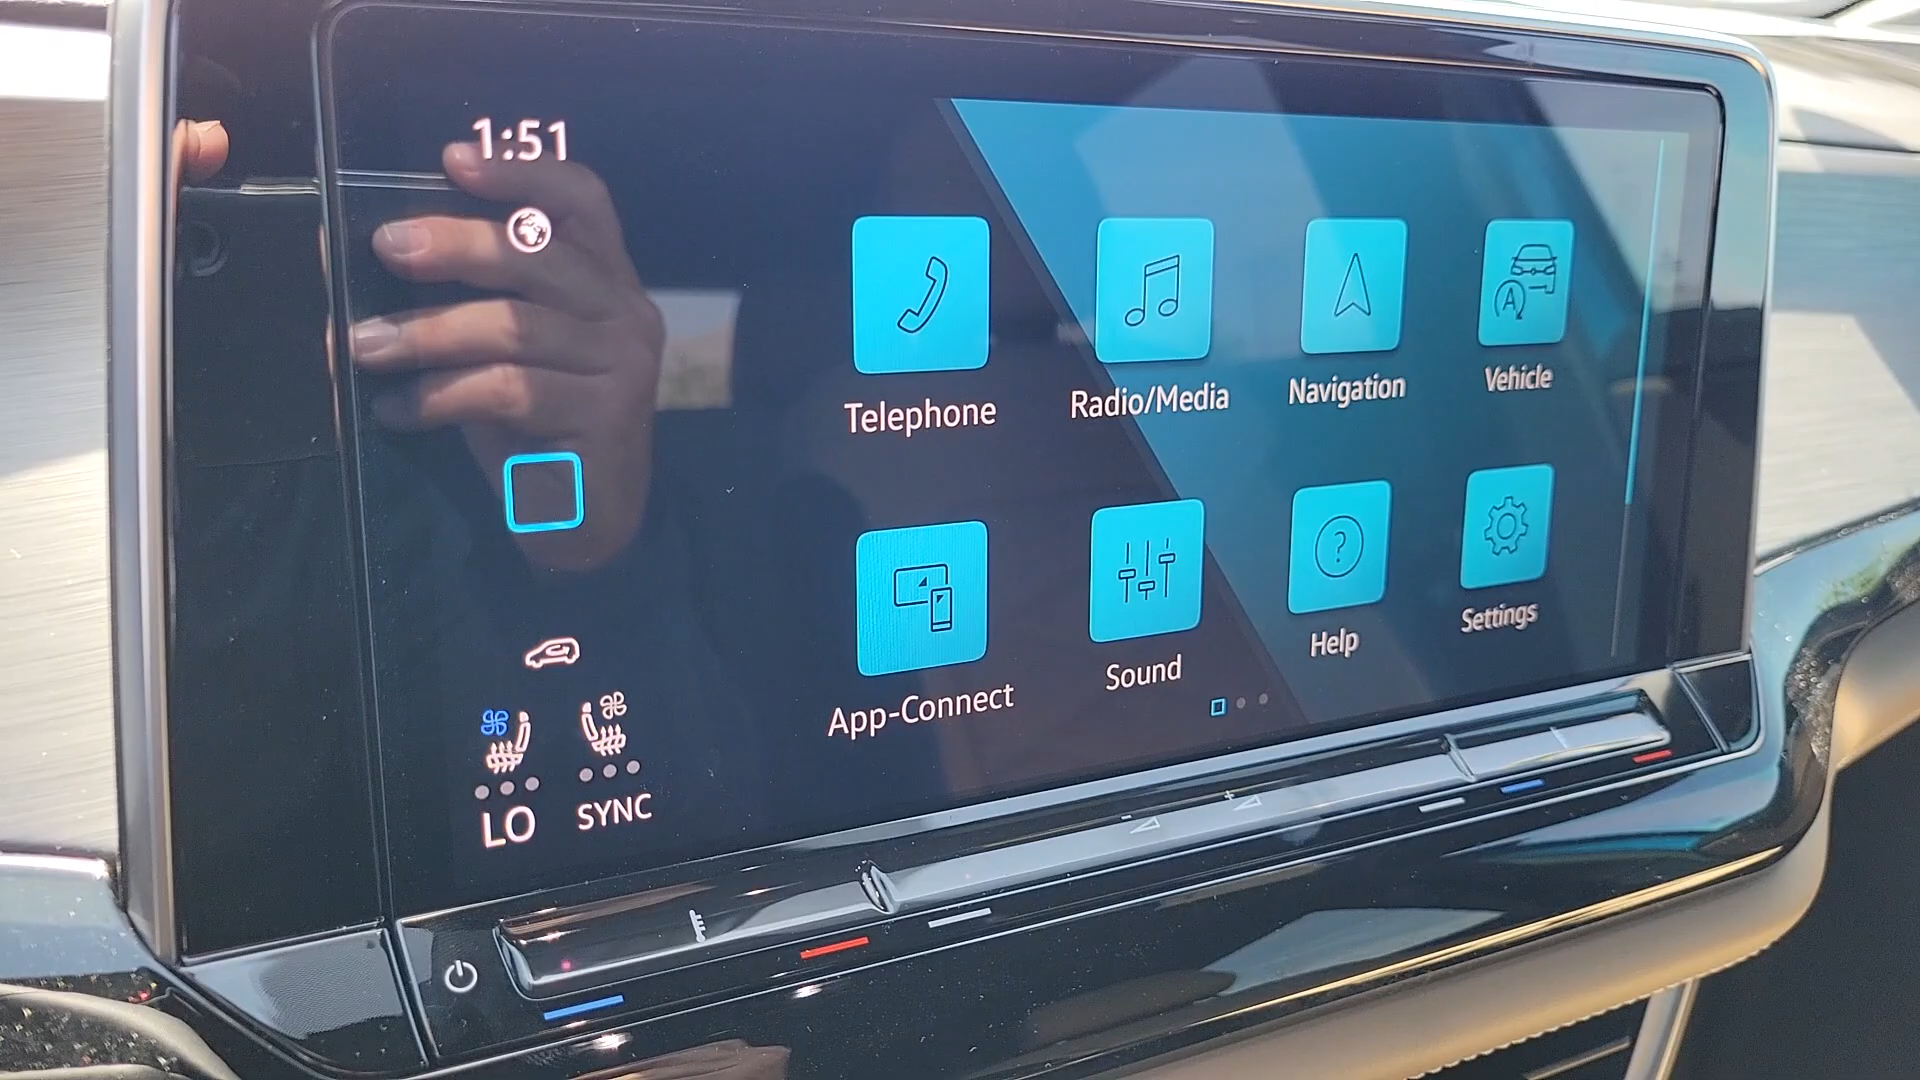 1:51
Telephone
Radio/Media
Navigation
A
Vehicle
App-Connect
Sound
?
Help
Settings
LO
SYNC
- +